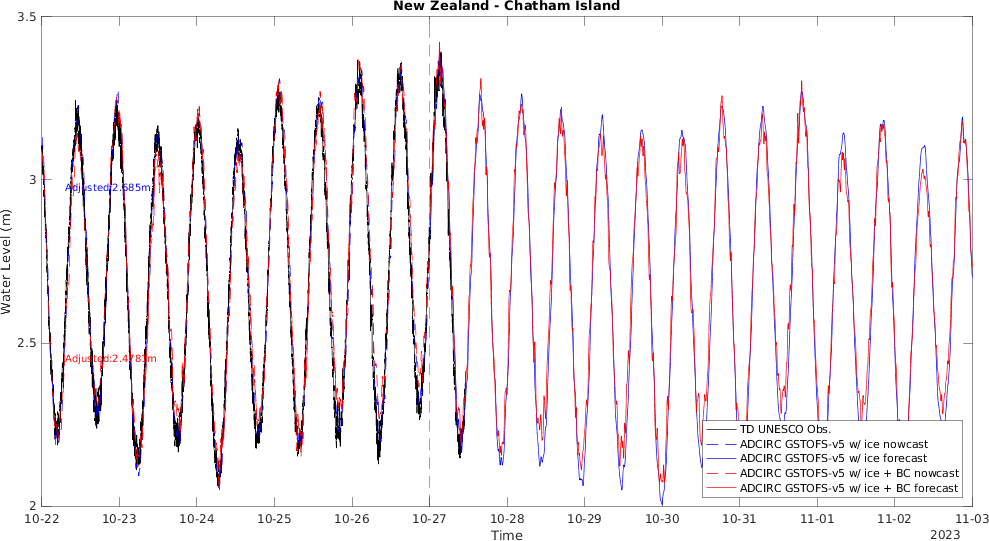 New Zealand - Chatham Island
3.5
3
2.5
2
Water Level (m)
Adjusted:2.685m
Adjusted:2.4783m
TD UNESCO Obs.
ADCIRC GSTOFS-v5 w/ ice nowcast
ADCIRC GSTOFS-v5 w/ ice forecast
ADCIRC GSTOFS-v5 w/ ice + BC nowcast
ADCIRC GSTOFS-v5 w/ ice + BC forecast
10-22 10-23 10-24 10-25 10-26 10-27 10-28 10-29 10-30 10-31 11-01 11-02 11-03
Time
2023